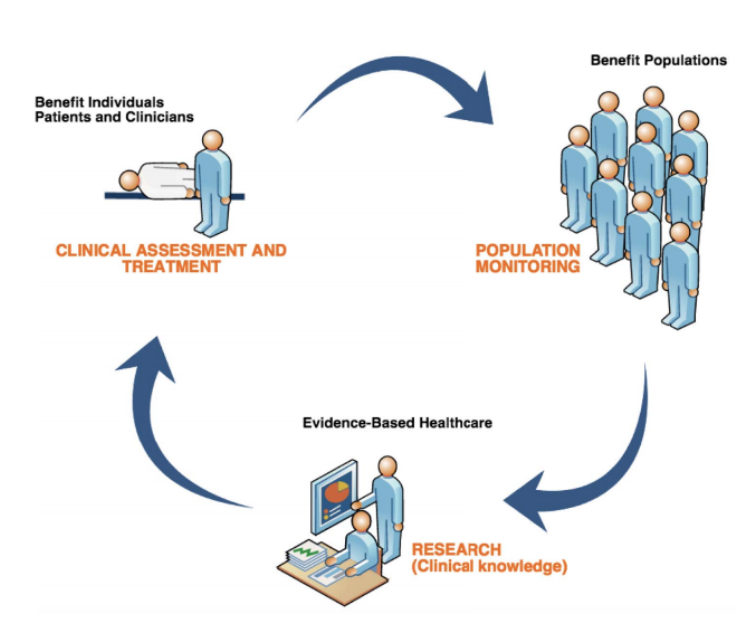 Benefit Populations
Benefit Individuals
Patients and Clinicians
CLINICAL ASSESSMENT AND
TREATMENT
POPULATION
MONITORING
Evidence-Based Healthcare
RESEARCH
(Clinical knowledge)